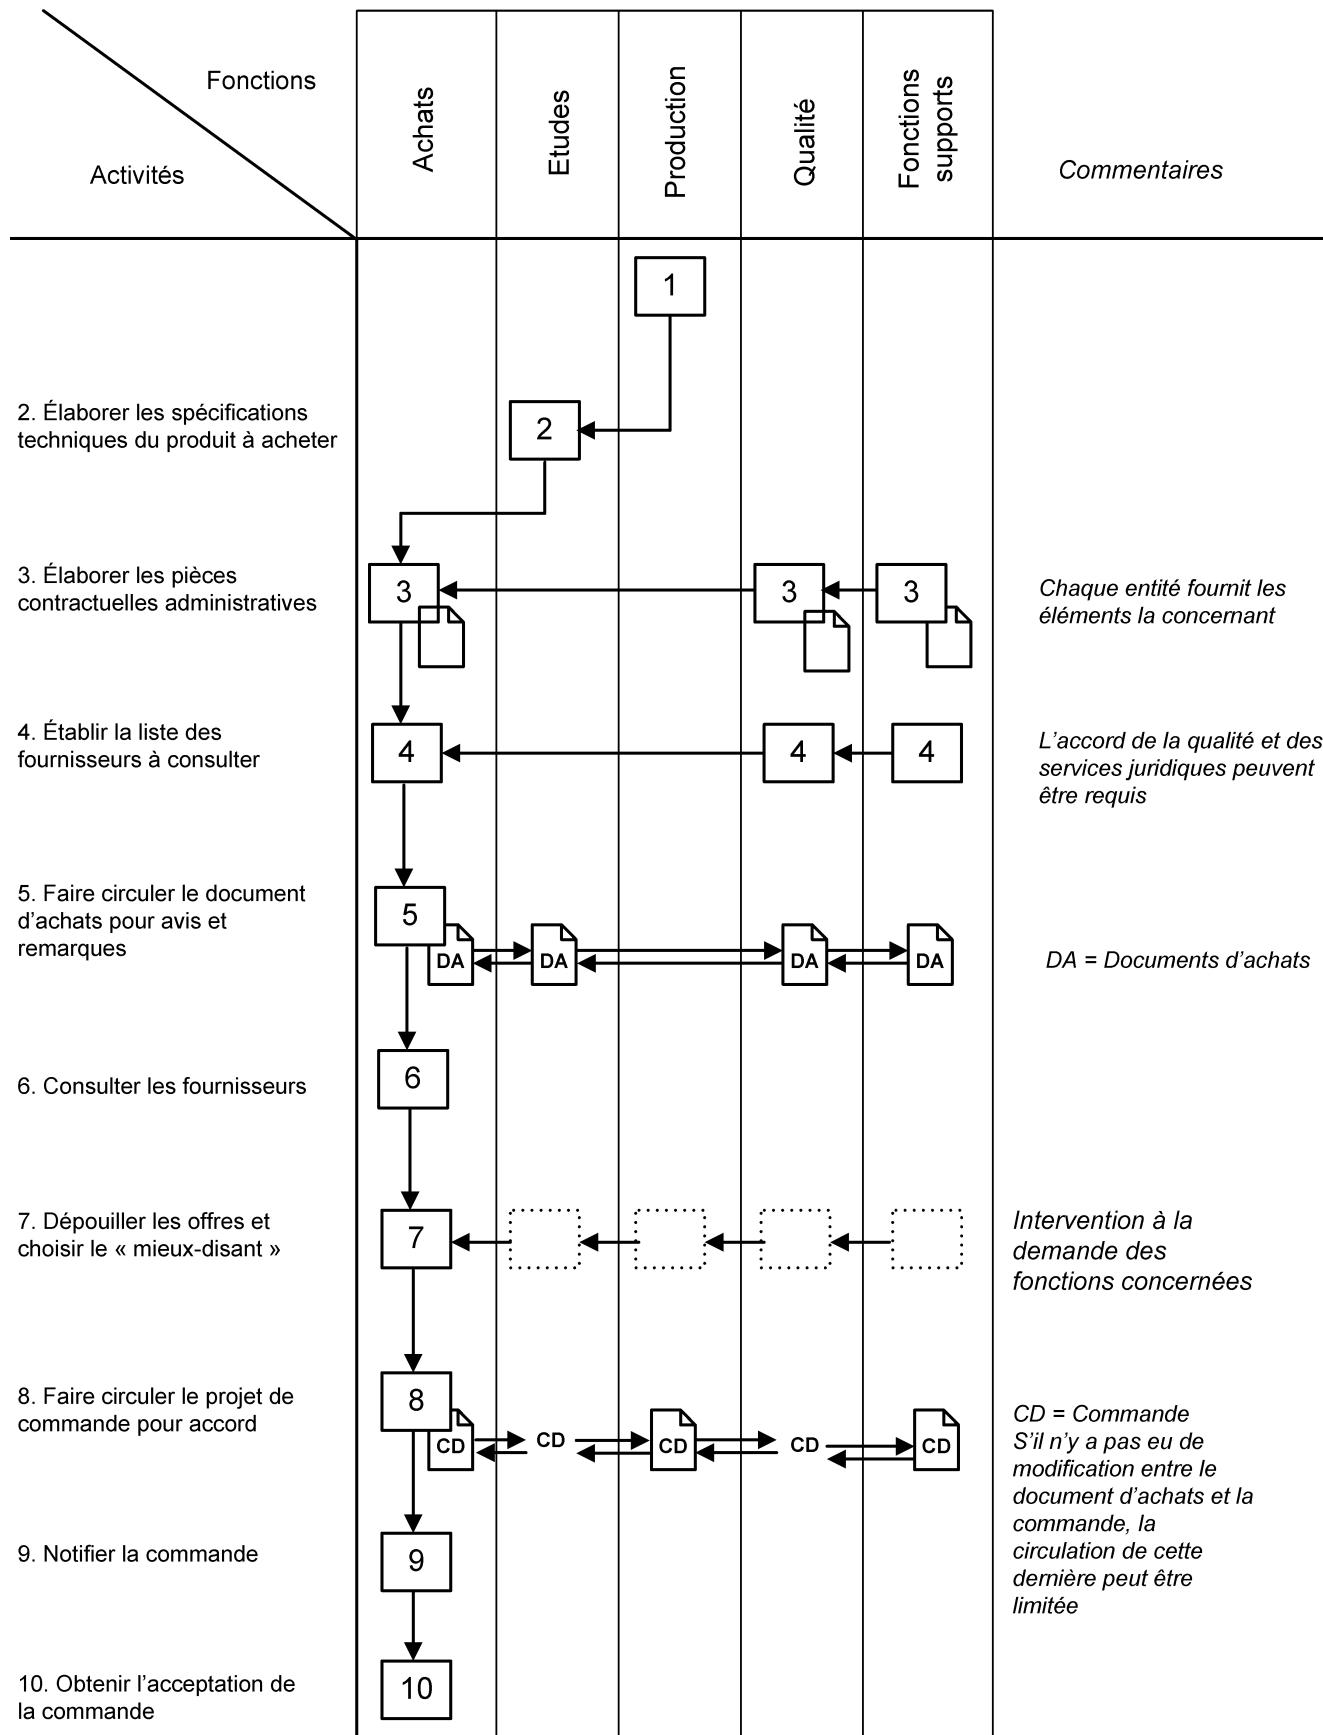 Fonctions
Activités
Achats
Etudes
Production
Qualité
Fonctions
supports
Commentaires
1
2. Élaborer les spécifications
techniques du produit à acheter
2
3. Élaborer les pièces
contractuelles administratives
3
3
3
Chaque entité fournit les
éléments la concernant
4. Établir la liste des
fournisseurs à consulter
4
4
4
L’accord de la qualité et des
services juridiques peuvent
être requis
5. Faire circuler le document
d’achats pour avis et
remarques
5
DA
DA
DA
DA
DA = Documents d’achats
6. Consulter les fournisseurs
6
7. Dépouiller les offres et
choisir le « mieux-disant »
7
Intervention à la
demande des
fonctions concernées
8. Faire circuler le projet de
commande pour accord
8
CD
CD
CD
CD
CD
CD = Commande
S’il n’y a pas eu de
modification entre le
document d’achats et la
commande, la
circulation de cette
dernière peut être
limitée
9. Notifier la commande
9
10. Obtenir l’acceptation de
la commande
10